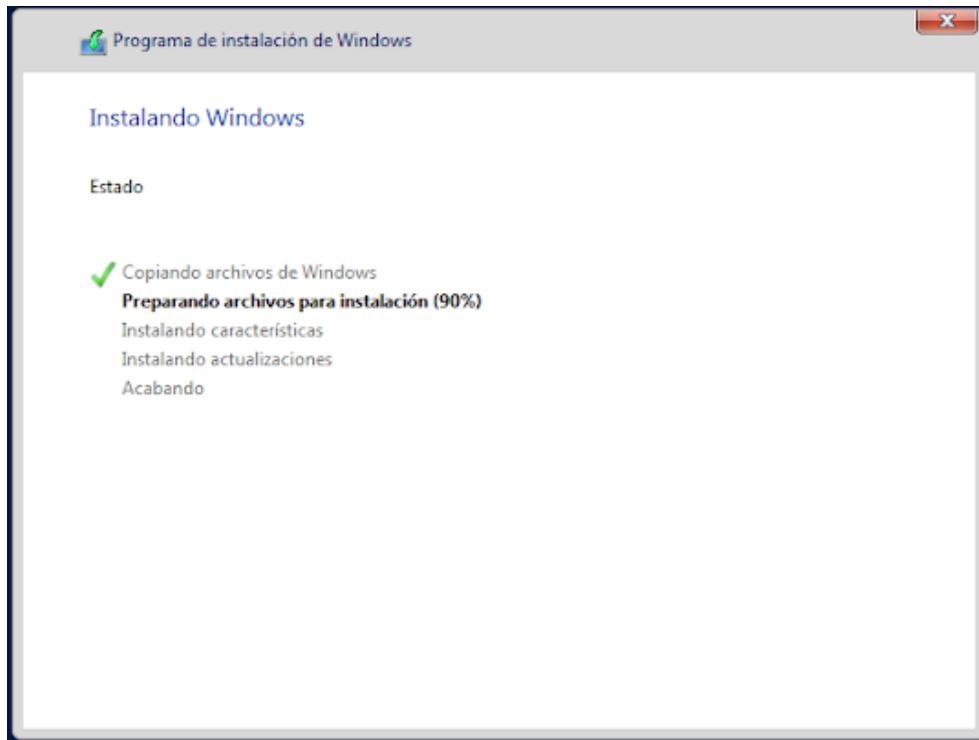 Programa de instalación de Windows
Instalando Windows
Estado
Copiando archivos de Windows
Preparando archivos para instalación (90%)
Instalando características
Instalando actualizaciones
Acabando